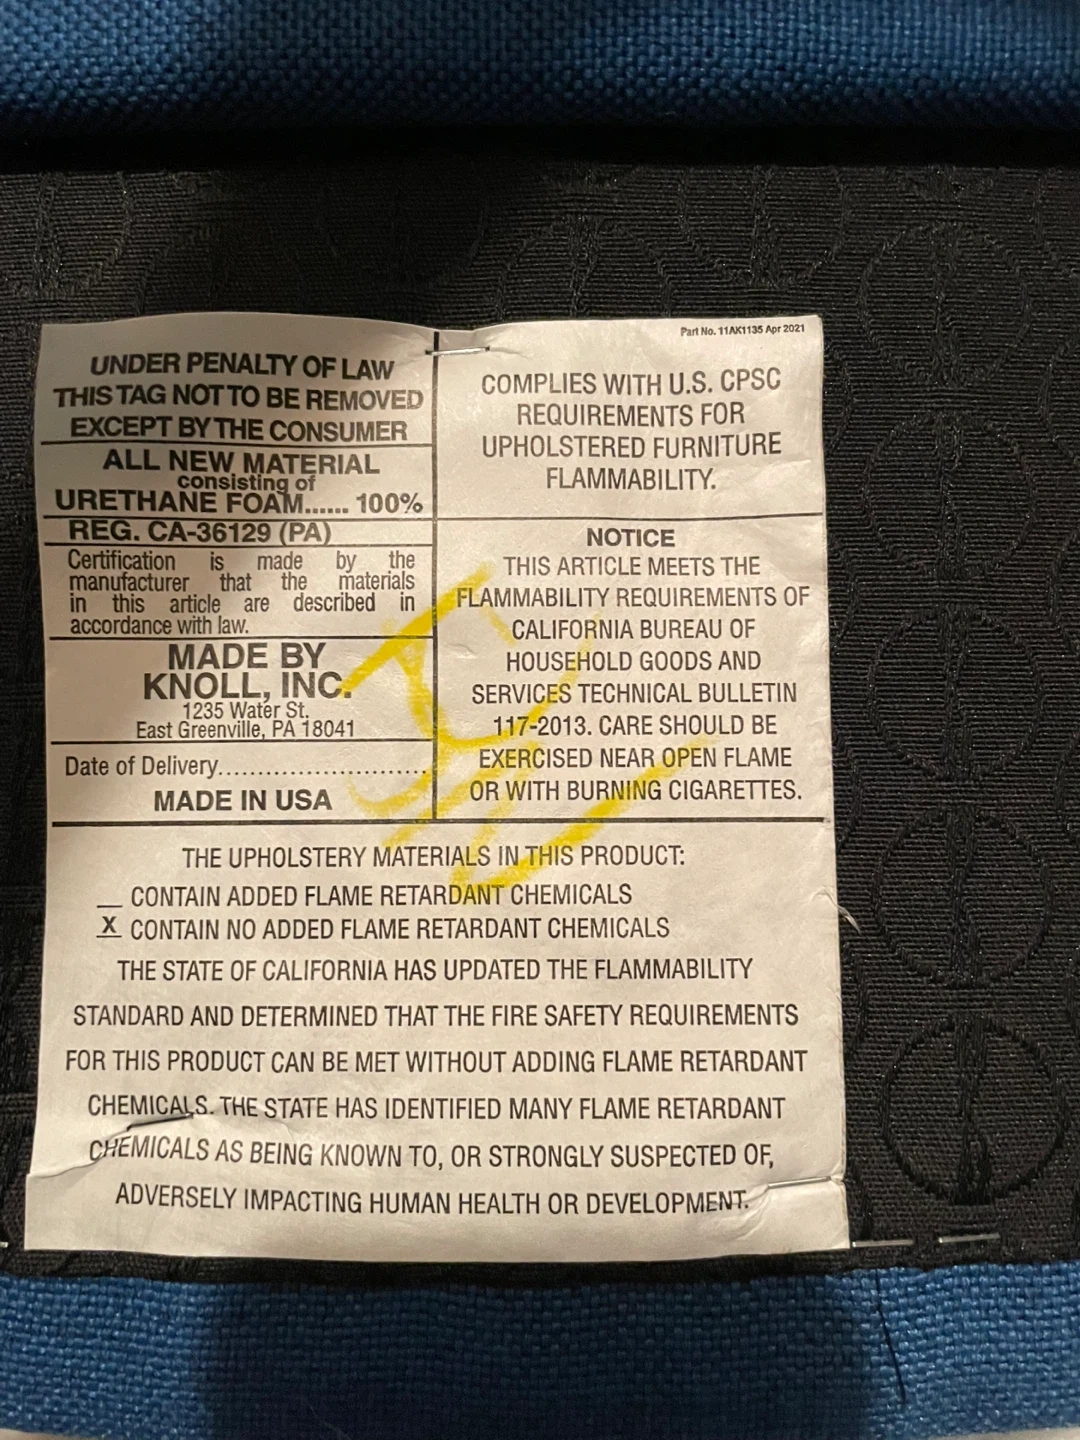 Part No. 11AK1135 Apr 2021
UNDER PENALTY OF LAW
THIS TAG NOT TO BE REMOVED
EXCEPT BY THE CONSUMER
ALL NEW MATERIAL
consisting of
URETHANE FOAM...... 100%
REG. CA-36129 (PA)
Certification is made by the
manufacturer that the materials
in this article are described in
accordance with law.
MADE BY
KNOLL, INC.
1235 Water St.
East Greenville, PA 18041
Date of Delivery..........................
MADE IN USA
COMPLIES WITH U.S. CPSC
REQUIREMENTS FOR
UPHOLSTERED FURNITURE
FLAMMABILITY.
NOTICE
THIS ARTICLE MEETS THE
FLAMMABILITY REQUIREMENTS OF
CALIFORNIA BUREAU OF
HOUSEHOLD GOODS AND
SERVICES TECHNICAL BULLETIN
117-2013. CARE SHOULD BE
EXERCISED NEAR OPEN FLAME
OR WITH BURNING CIGARETTES.
THE UPHOLSTERY MATERIALS IN THIS PRODUCT:
__ CONTAIN ADDED FLAME RETARDANT CHEMICALS
X CONTAIN NO ADDED FLAME RETARDANT CHEMICALS
THE STATE OF CALIFORNIA HAS UPDATED THE FLAMMABILITY
STANDARD AND DETERMINED THAT THE FIRE SAFETY REQUIREMENTS
FOR THIS PRODUCT CAN BE MET WITHOUT ADDING FLAME RETARDANT
CHEMICALS. THE STATE HAS IDENTIFIED MANY FLAME RETARDANT
CHEMICALS AS BEING KNOWN TO, OR STRONGLY SUSPECTED OF,
ADVERSELY IMPACTING HUMAN HEALTH OR DEVELOPMENT.